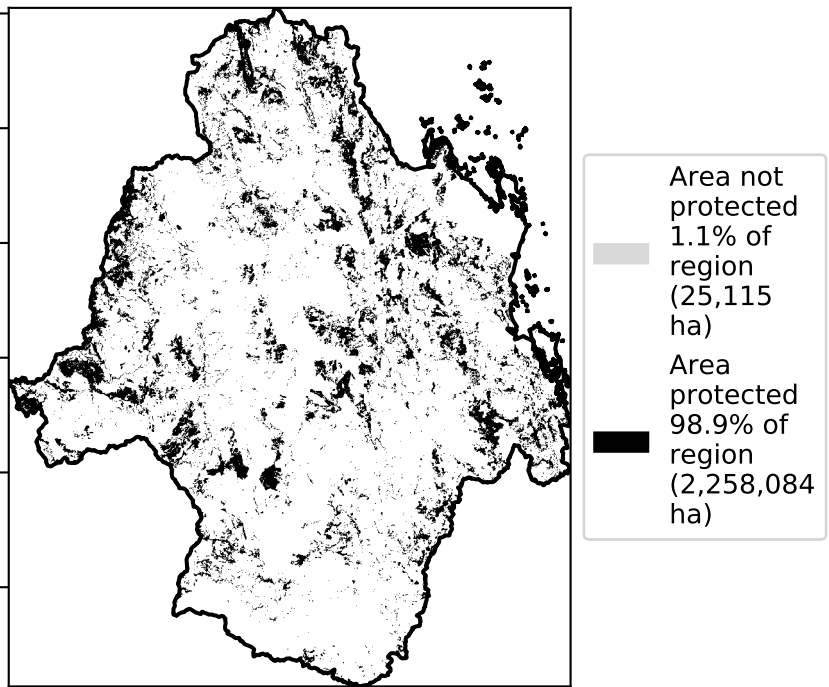 Area not
protected
1.1% of
region
(25,115
ha)
Area
protected
98.9% of
region
(2,258,084
ha)